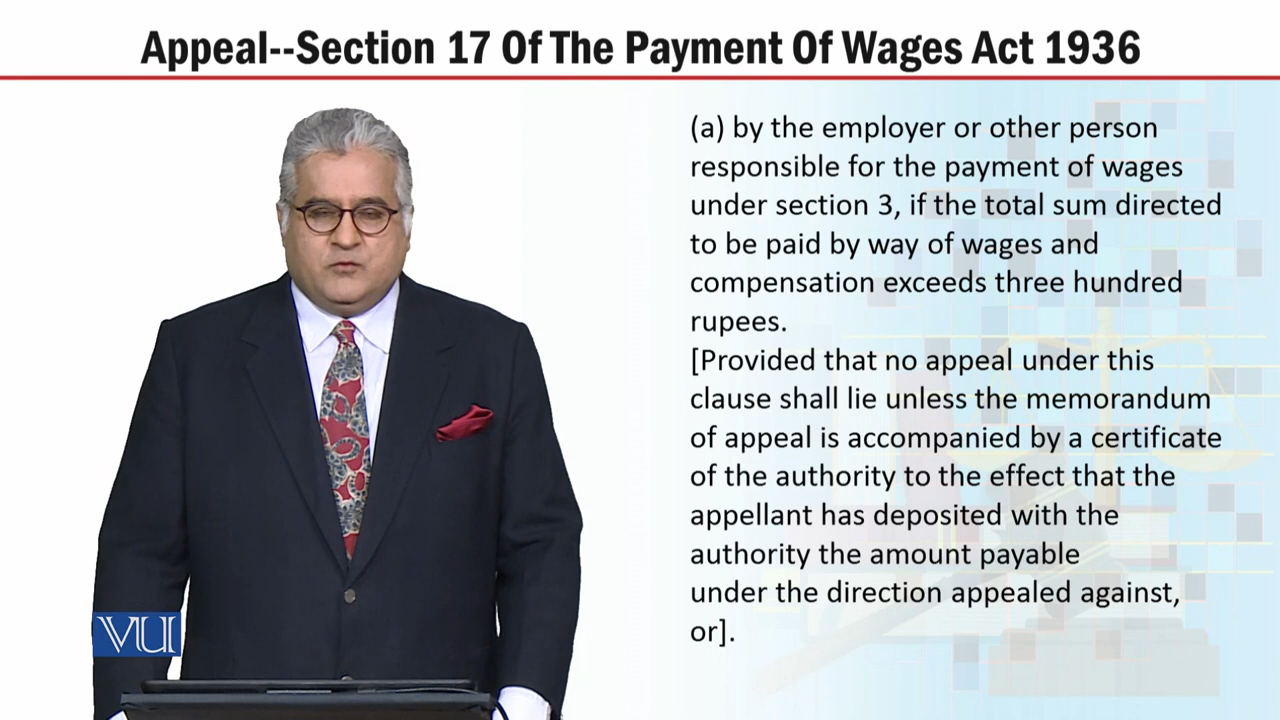 Appeal--Section 17 Of The Payment Of Wages Act 1936
(a) by the employer or other person
responsible for the payment of wages
under section 3, if the total sum directed
to be paid by way of wages and
compensation exceeds three hundred
rupees.
[Provided that no appeal under this
clause shall lie unless the memorandum
of appeal is accompanied by a certificate
of the authority to the effect that the
appellant has deposited with the
authority the amount payable
under the direction appealed against,
or].
VU